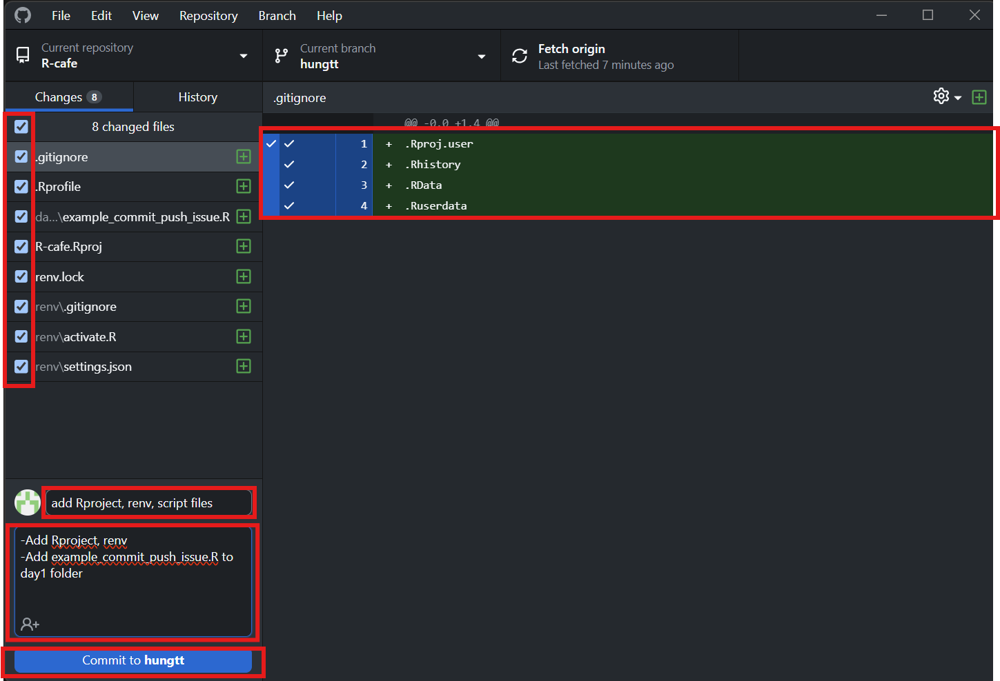 File Edit View Repository Branch Help
Current repository
R-cafe
Current branch
hungtt
Fetch origin
Last fetched 7 minutes ago
Changes 8
History
8 changed files
.gitignore
.Rprofile
da...\example_commit_push_issue.R
R-cafe.Rproj
renv.lock
renv\.gitignore
renv\activate.R
renv\settings.json
add Rproject, renv, script files
-Add Rproject, renv
-Add example_commit_push_issue.R to
day1 folder
Commit to hungtt
.gitignore
@@ -0,0 +1,4 @@
1 + .Rproj.user
2 + .Rhistory
3 + .RData
4 + .Ruserdata